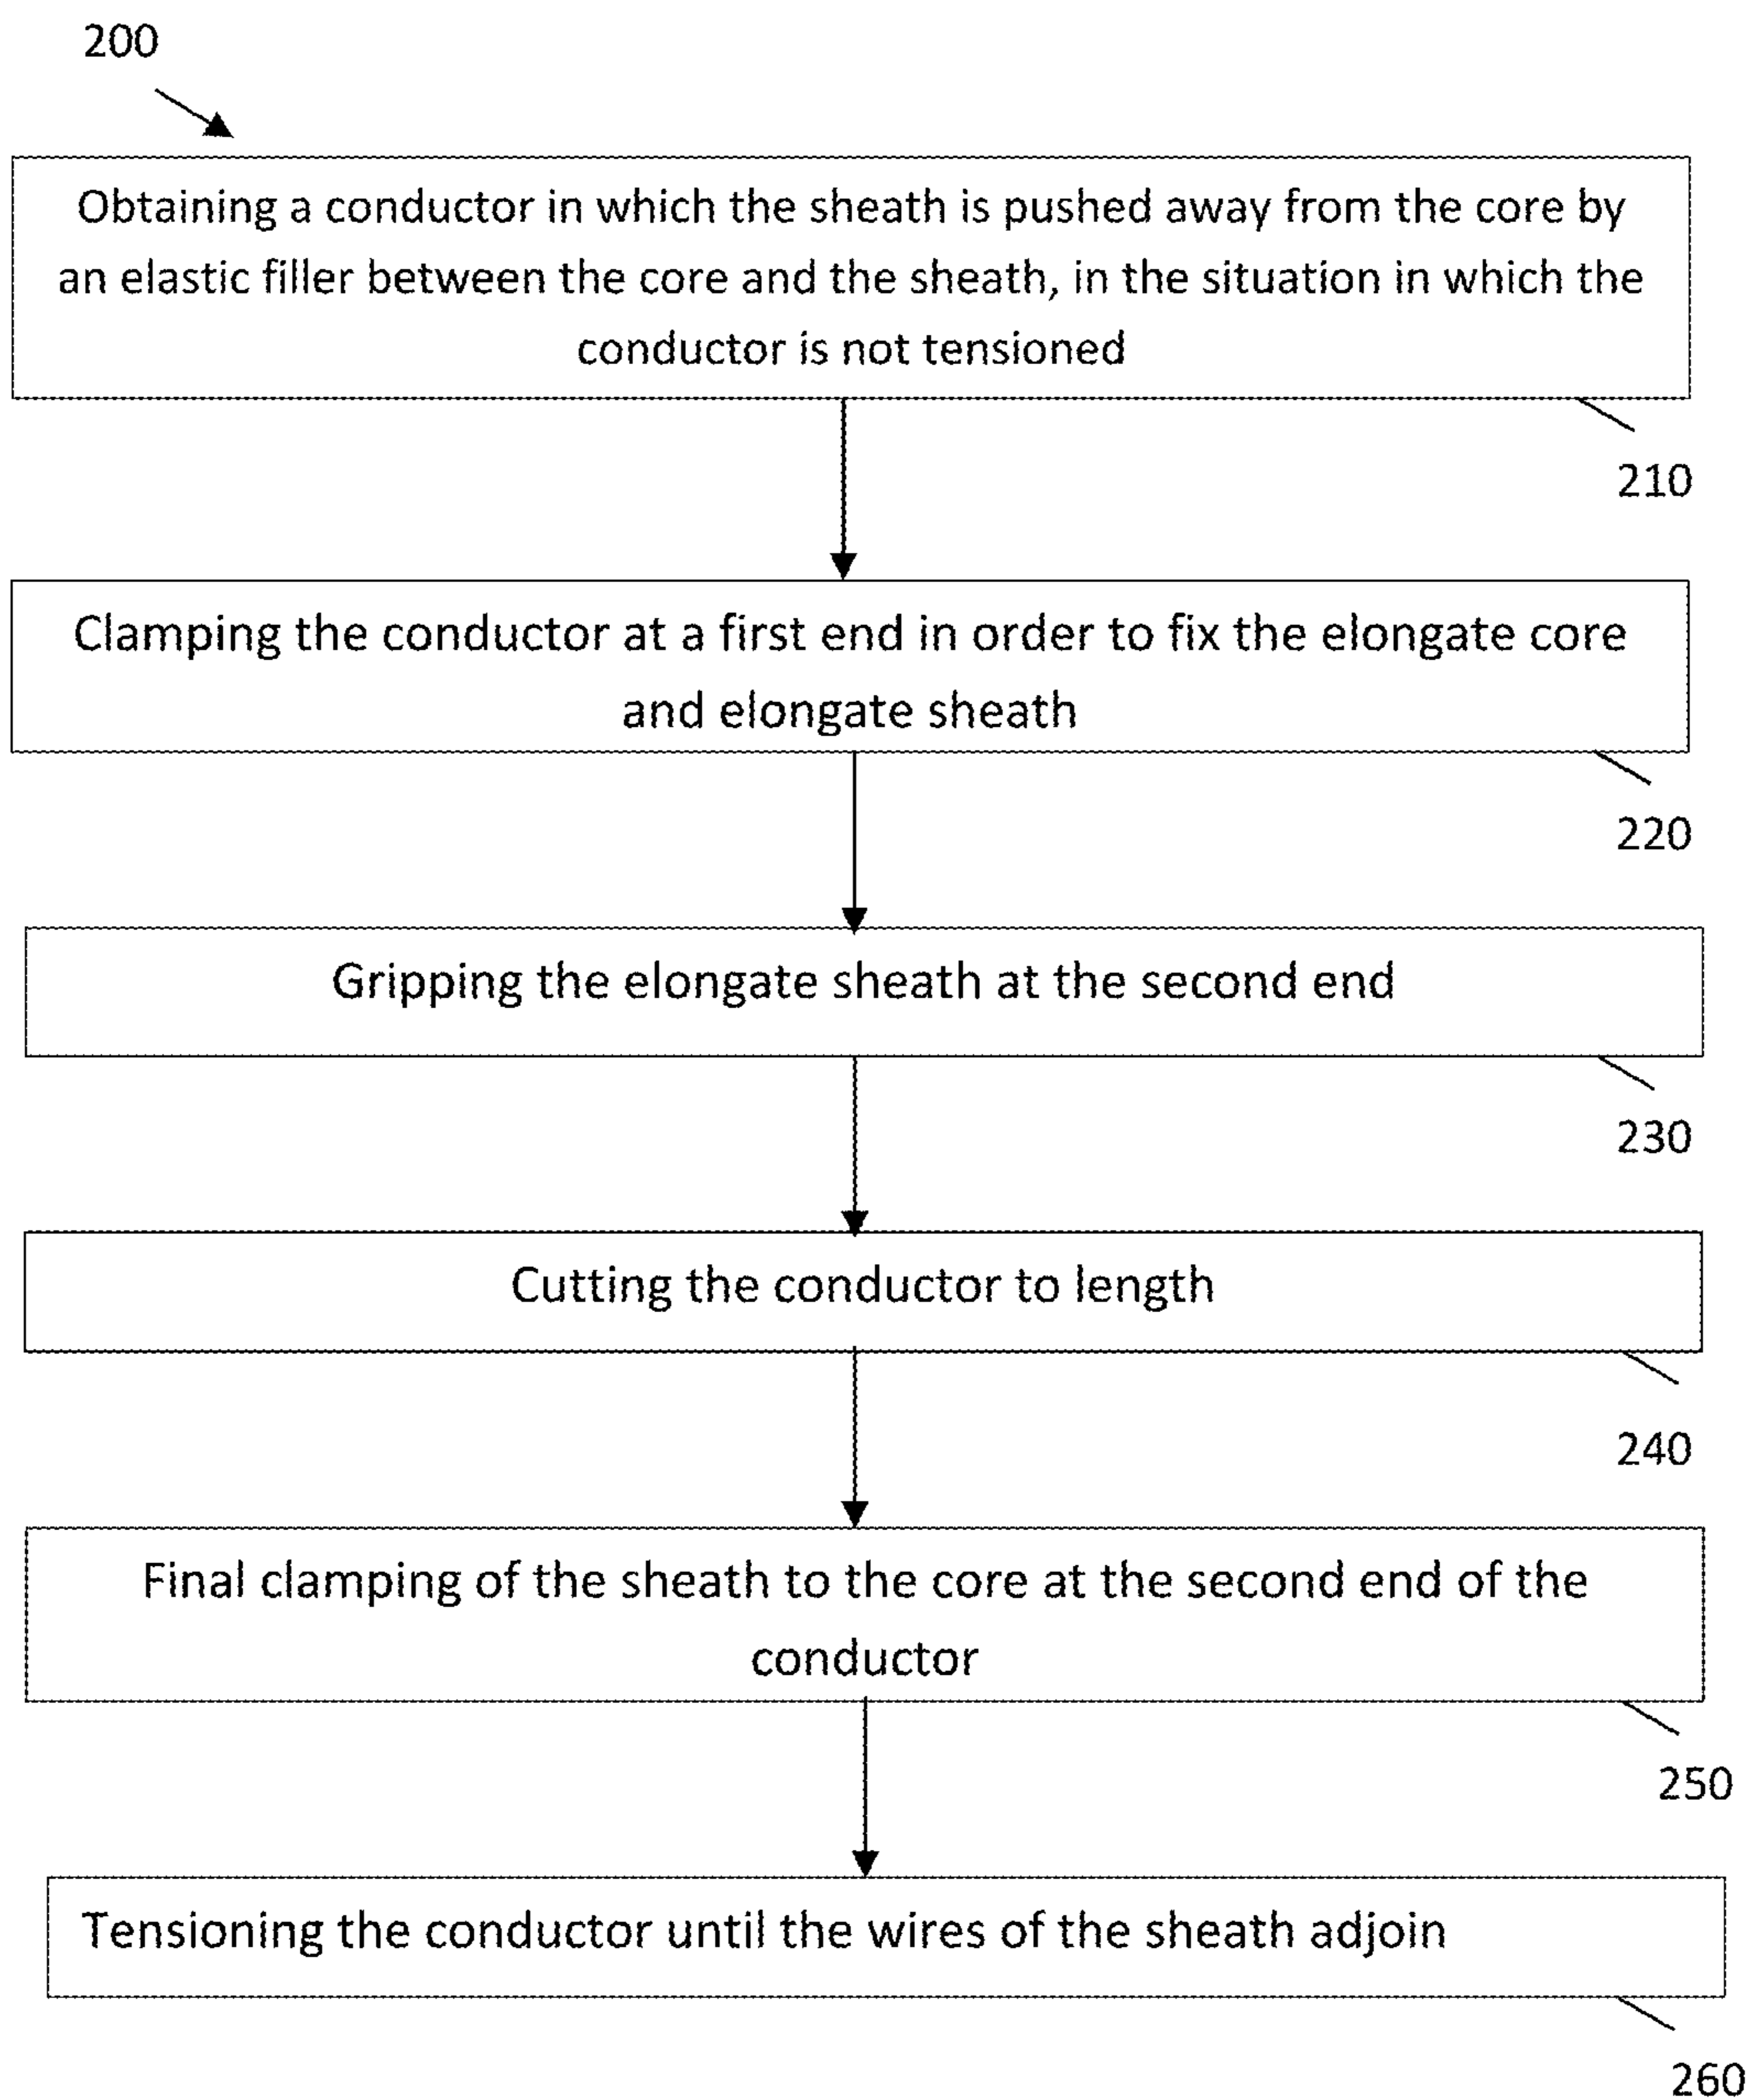 200
Obtaining a conductor in which the sheath is pushed away from the core by
an elastic filler between the core and the sheath, in the situation in which the
conductor is not tensioned
210
Clamping the conductor at a first end in order to fix the elongate core
and elongate sheath
220
Gripping the elongate sheath at the second end
230
Cutting the conductor to length
240
Final clamping of the sheath to the core at the second end of the
conductor
250
Tensioning the conductor until the wires of the sheath adjoin
260